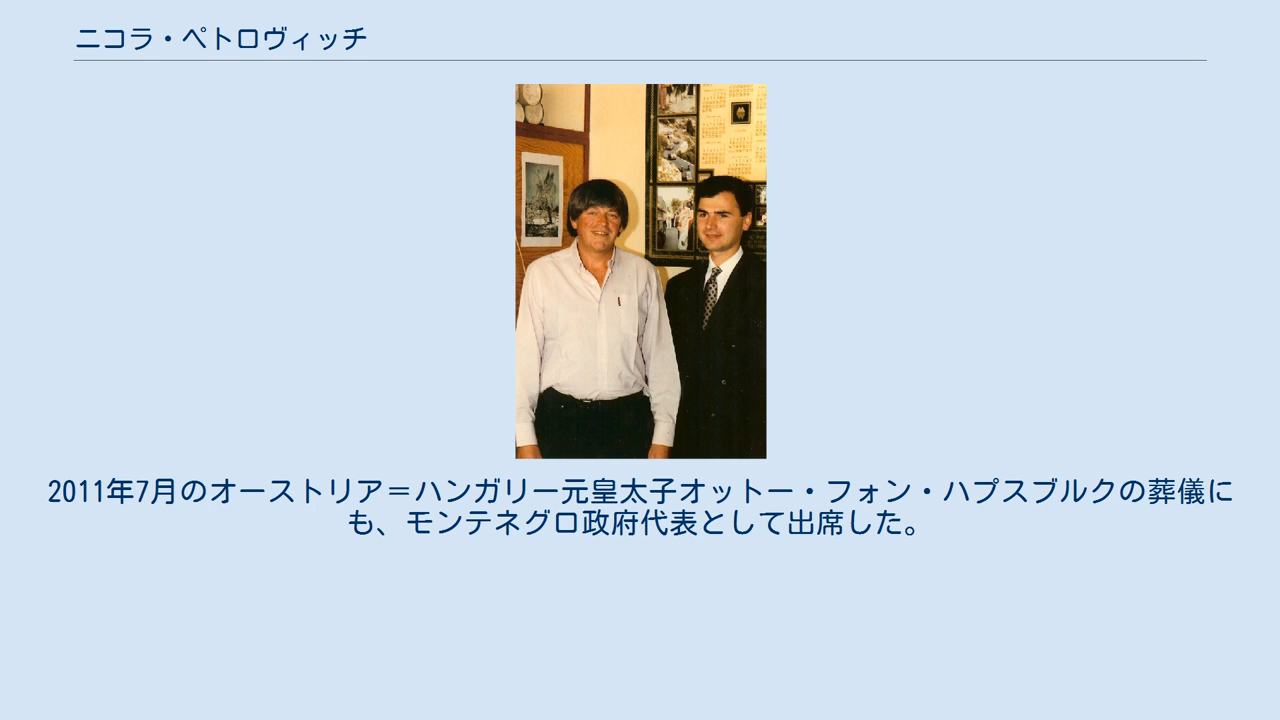 ニコラ・ペトロヴィッチ
2011年7月のオーストリア＝ハンガリー元皇太子オットー・フォン・ハプスブルクの葬儀に
も、モンテネグロ政府代表として出席した。